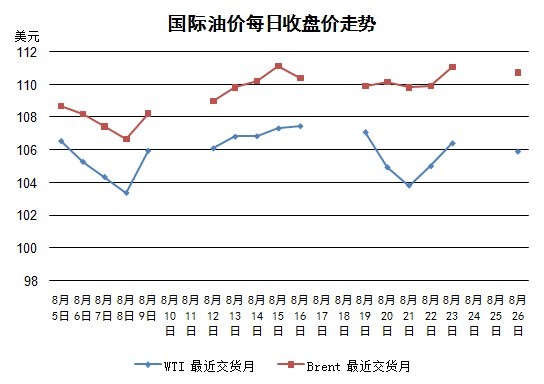 国际油价每日收盘价走势
美元
112
110
108
106
104
102
100
98
8月 8月 8月 8月 8月 8月 8月 8月 8月 8月 8月 8月 8月 8月 8月 8月 8月 8月 8月 8月 8月 8月
5日 6日 7日 8日 9日 10日 11日 12日 13日 14日 15日 16日 17日 18日 19日 20日 21日 22日 23日 24日 25日 26日
WTI 最近交货月 Brent 最近交货月